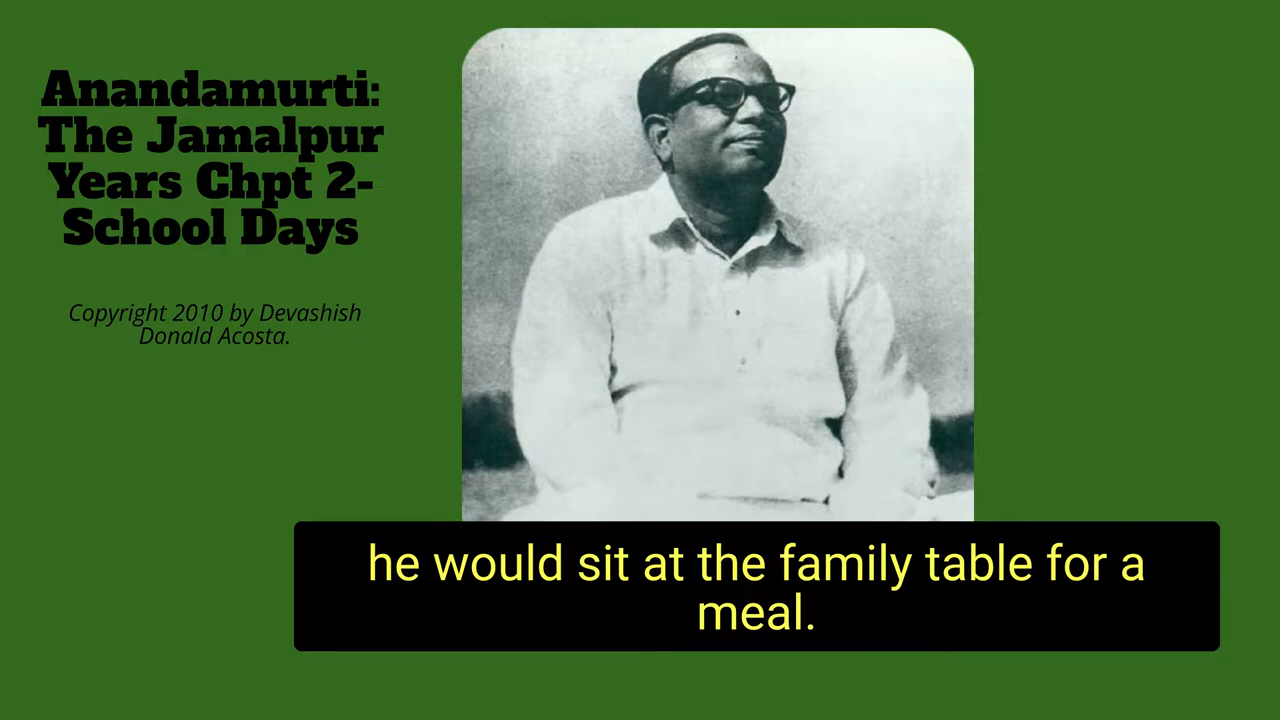 Anandamurti:
The Jamalpur
Years Chpt 2-
School Days
Copyright 2010 by Devashish
Donald Acosta.
he would sit at the family table for a
meal.